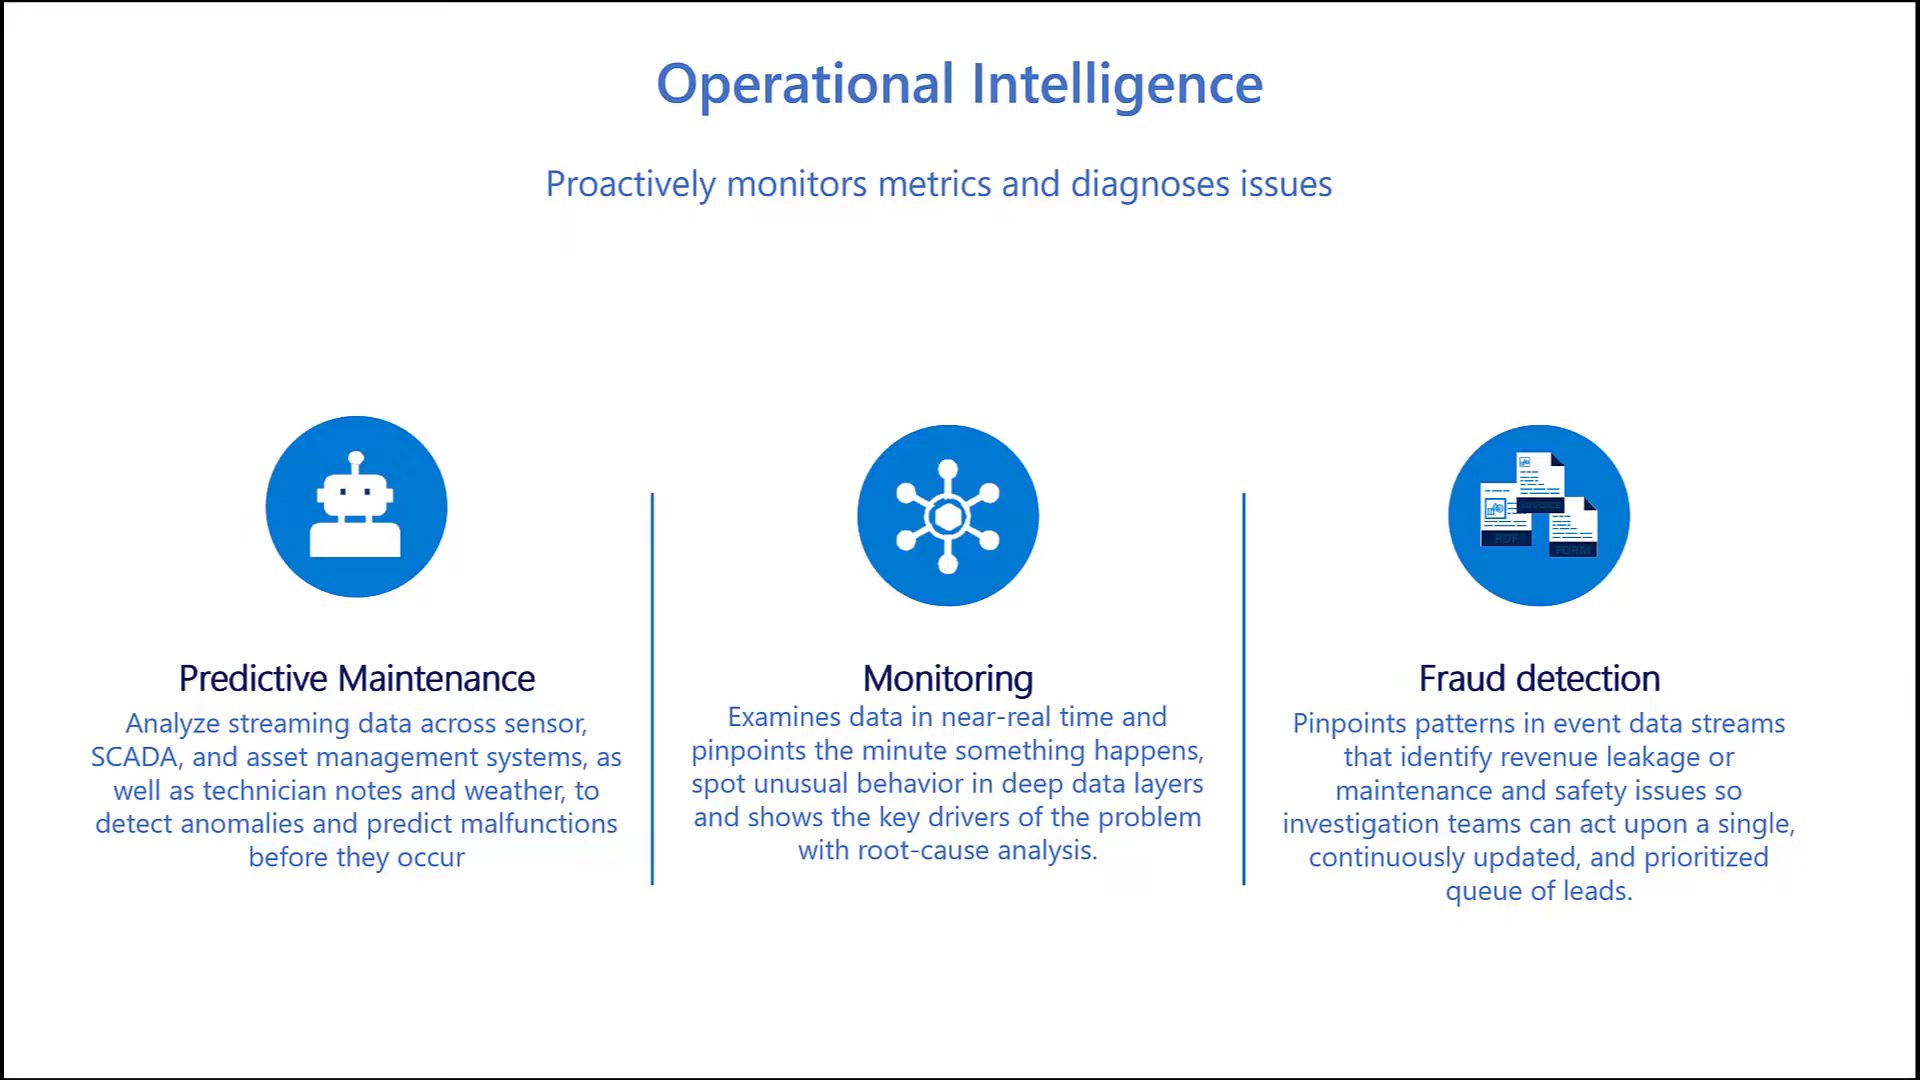 Operational Intelligence
Proactively monitors metrics and diagnoses issues
PDF
FORM
Predictive Maintenance
Analyze streaming data across sensor,
SCADA, and asset management systems, as
well as technician notes and weather, to
detect anomalies and predict malfunctions
before they occur
Monitoring
Examines data in near-real time and
pinpoints the minute something happens,
spot unusual behavior in deep data layers
and shows the key drivers of the problem
with root-cause analysis.
Fraud detection
Pinpoints patterns in event data streams
that identify revenue leakage or
maintenance and safety issues so
investigation teams can act upon a single,
continuously updated, and prioritized
queue of leads.